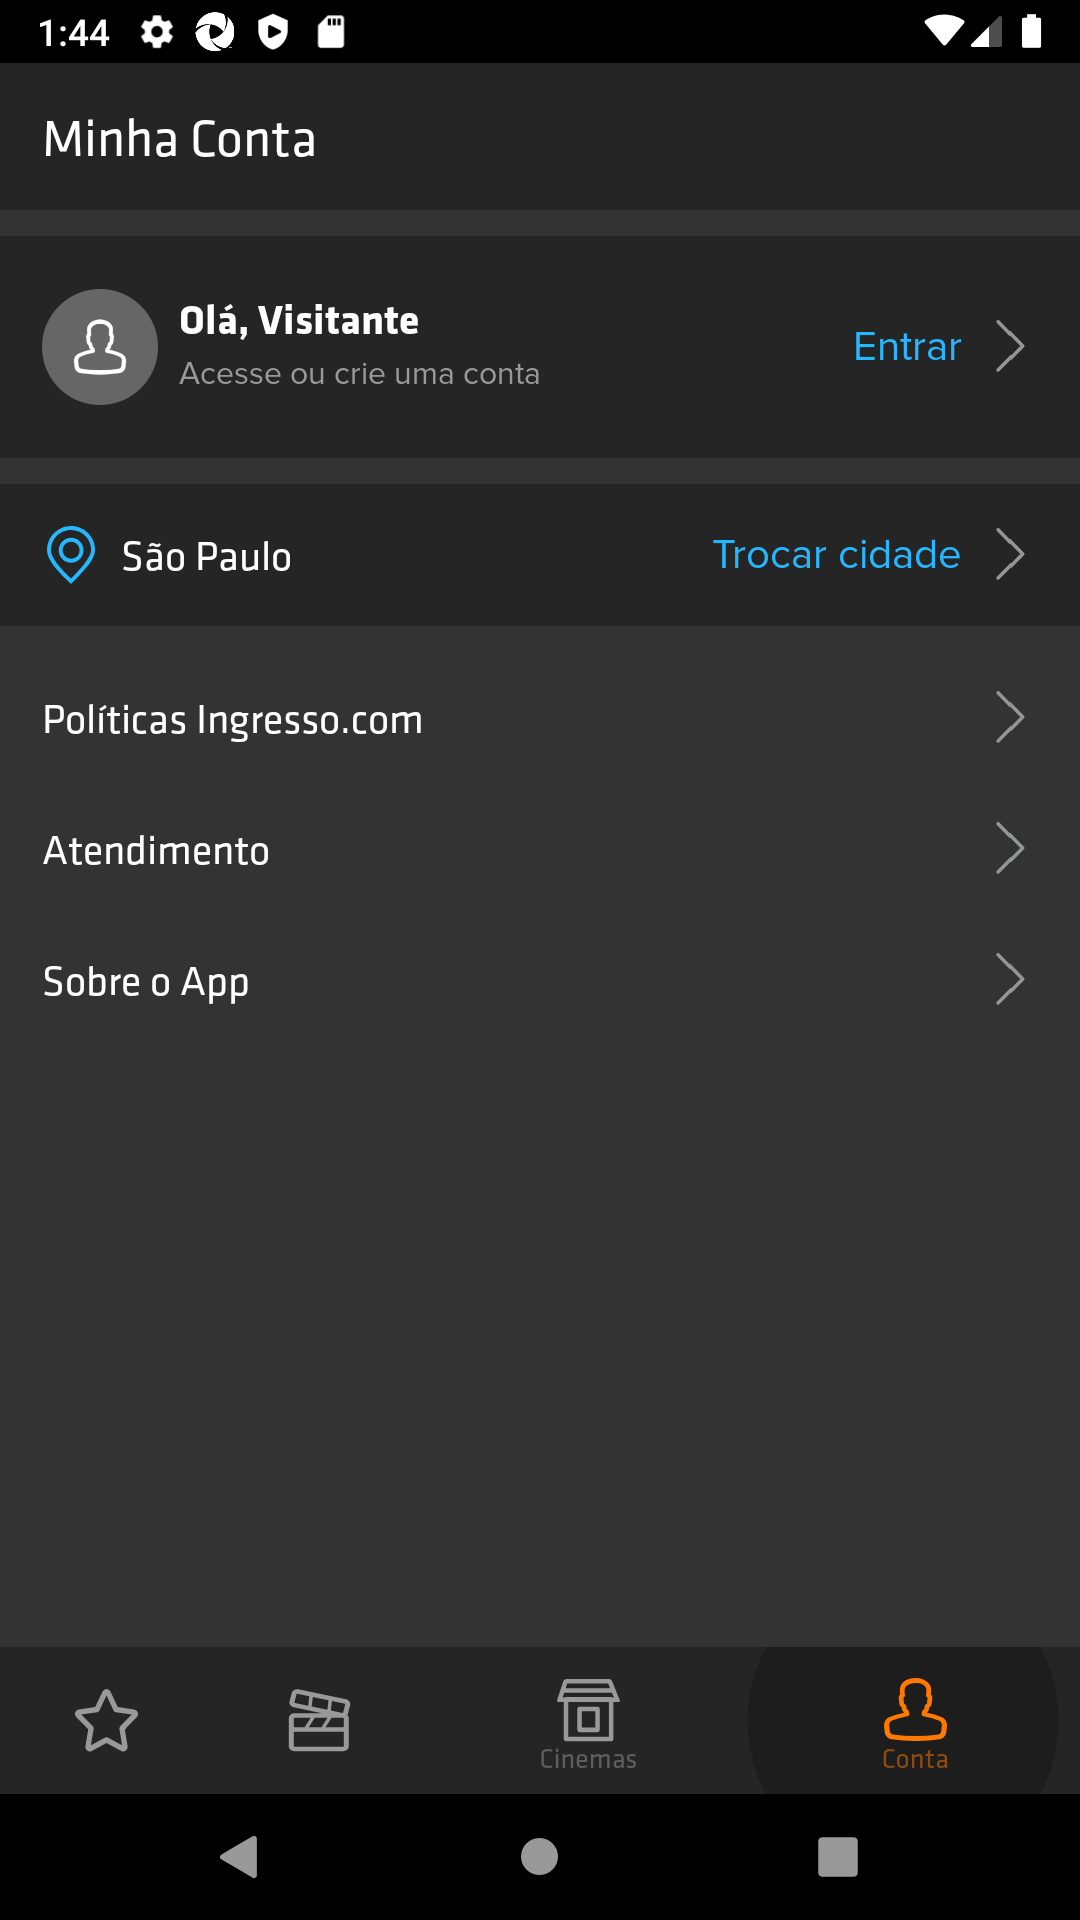 1:44
Minha Conta
Olá, Visitante
Acesse ou crie uma conta
Entrar
São Paulo
Trocar cidade
Políticas Ingresso.com
Atendimento
Sobre o App
Cinemas
Conta